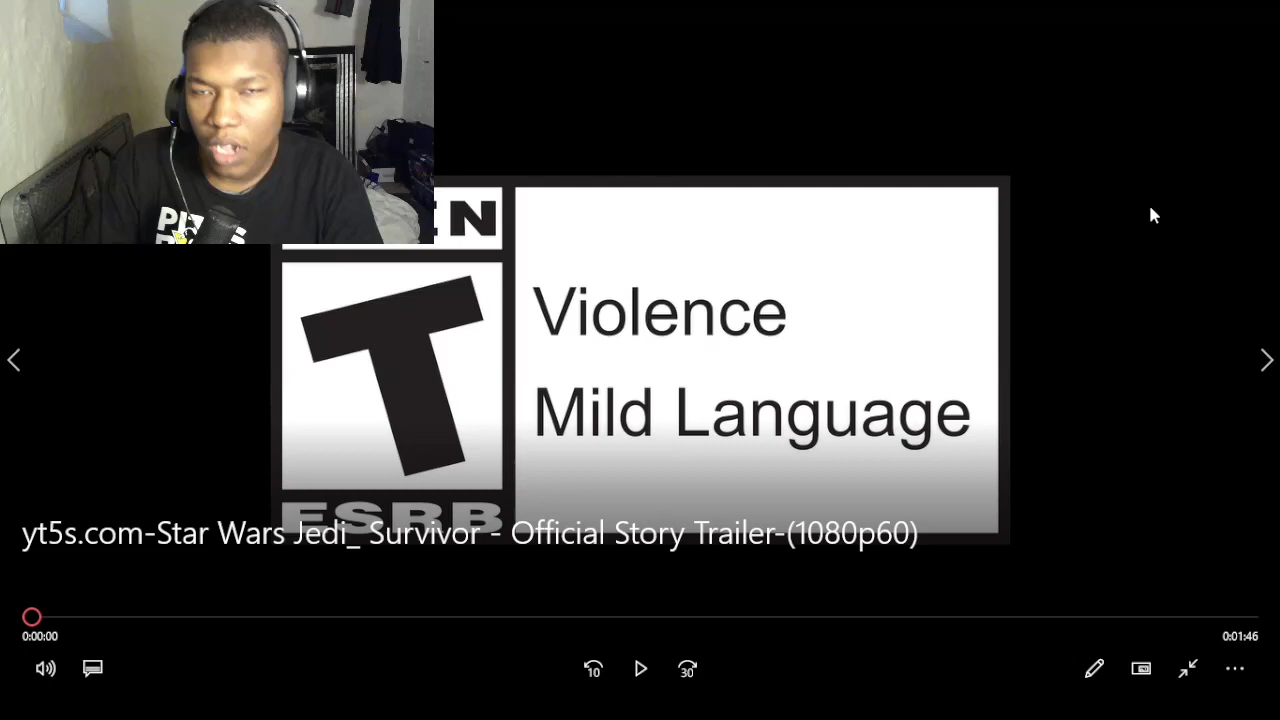 EN
T
Violence
Mild Language
ESRB
yt5s.com-Star Wars Jedi_ Survivor - Official Story Trailer-(1080p60)
0:00:00
0:01:46
10
30